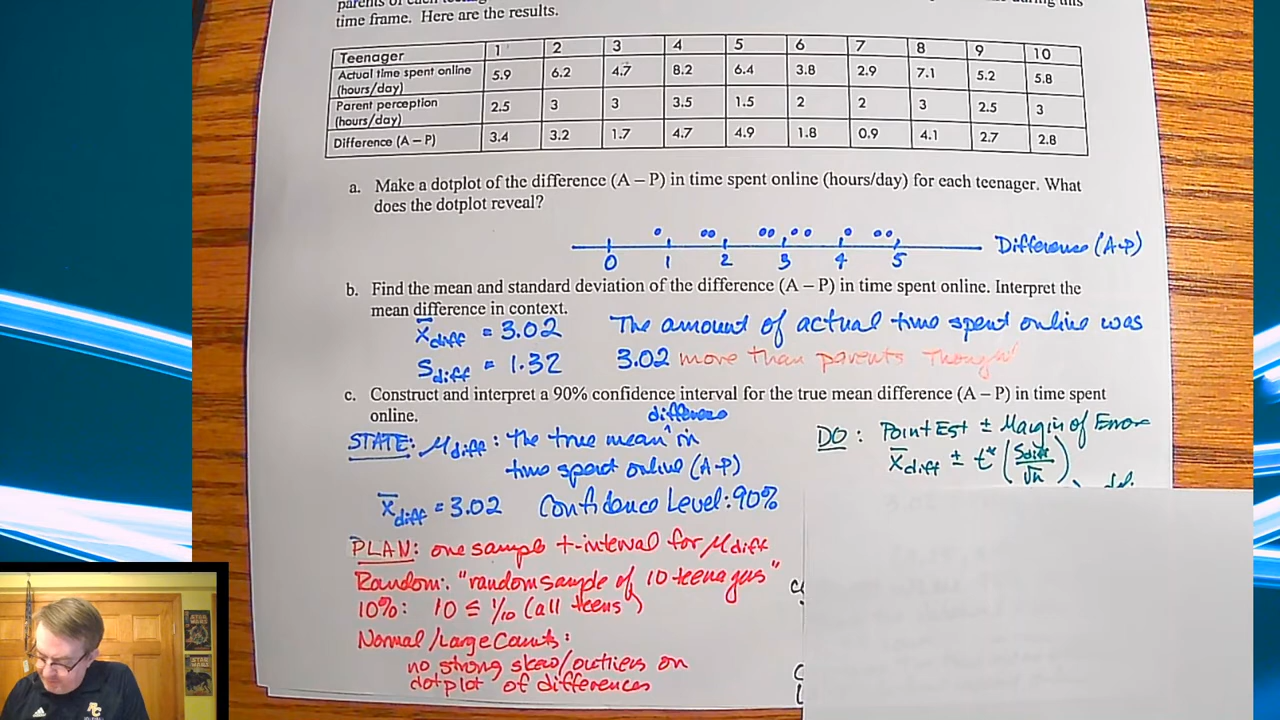 time frame. Here are the results.
Teenager 1 2 3 4 5 6 7 8 9 10
Actual time spent online (hours/day) 5.9 6.2 4.7 8.2 6.4 3.8 2.9 7.1 5.2 5.8
Parent perception (hours/day) 2.5 3 3 3.5 1.5 2 2 3 2.5 3
Difference (A – P) 3.4 3.2 1.7 4.7 4.9 1.8 0.9 4.1 2.7 2.8
a. Make a dotplot of the difference (A – P) in time spent online (hours/day) for each teenager. What
does the dotplot reveal?
0 1 2 3 4 5 Difference (A-P)
b. Find the mean and standard deviation of the difference (A – P) in time spent online. Interpret the
mean difference in context.
x̄diff = 3.02 The amount of actual time spent online was
Sdiff = 1.32 3.02 more than parents thought
c. Construct and interpret a 90% confidence interval for the true mean difference (A – P) in time spent
online.
STATE: μdiff: the true mean difference in
time spent online (A-P)
x̄diff = 3.02 Confidence Level: 90%
PLAN: one sample t-interval for μdiff
Random: "random sample of 10 teenagers"
10%: 10 ≤ 1/10 (all teens)
Normal/Large Counts:
no strong skew/outliers on
dotplot of differences
DO: Point Est ± Margin of Error
x̄diff ± t* (Sdiff/√n)
STAR WARS
STAR WARS